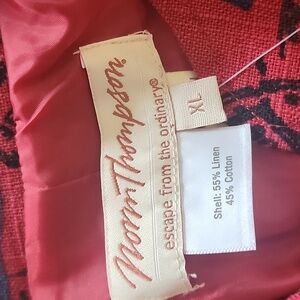 Norm Thompson
escape from the ordinary®
XL
Shell: 55% Linen
45% Cotton